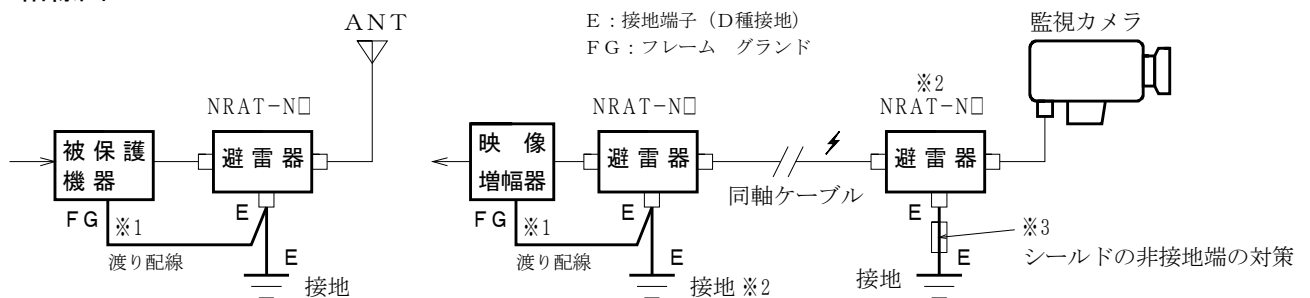 ANT
E:接地端子(D種接地)
FG:フレーム グランド
監視カメラ
NRAT-N□
NRAT-N□
※2
NRAT-N□
被保護
機器
避雷器
映像
増幅器
避雷器
同軸ケーブル
避雷器
FG
※1
E
FG
※1
E
E
※3
シールドの非接地端の対策
渡り配線
E
接地
渡り配線
E
接地※2
接地
E